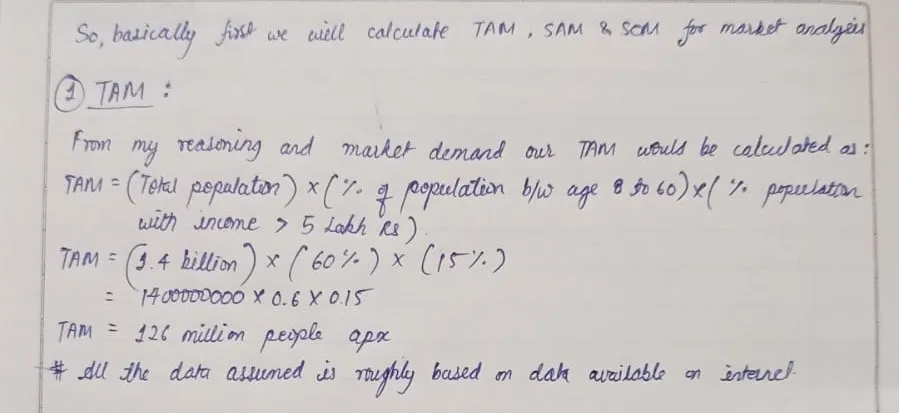 So, basically first we will calculate TAM, SAM & SOM for market analysis
① TAM :
From my reasoning and market demand our TAM would be calculated as :
TAM = (Total population) × (% of population b/w age 8 to 60) × (% population
with income > 5 Lakh Rs)
TAM = (1.4 billion) × (60%) × (15%)
= 1400000000 × 0.6 × 0.15
TAM = 126 million people apx
# All the data assumed is roughly based on data available on internet.